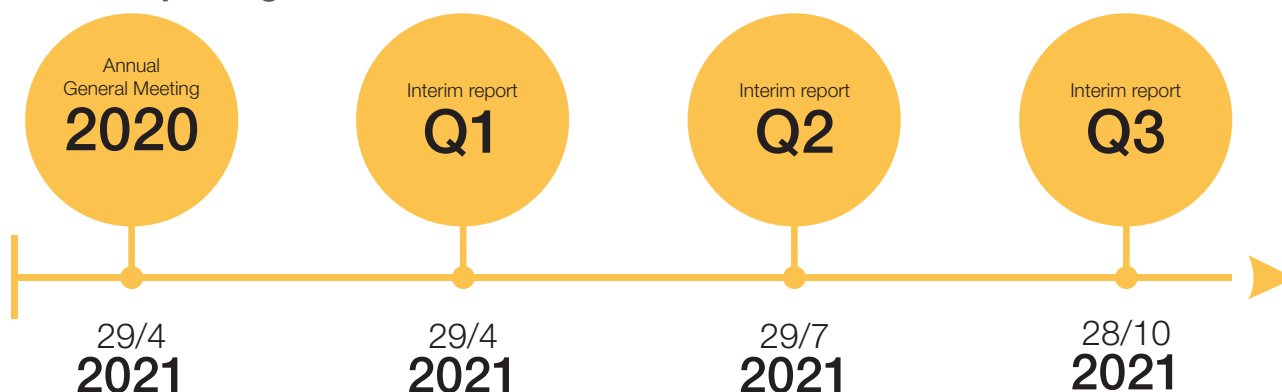 Annual
General Meeting
2020
Interim report
Q1
Interim report
Q2
Interim report
Q3
29/4
2021
29/4
2021
29/7
2021
28/10
2021